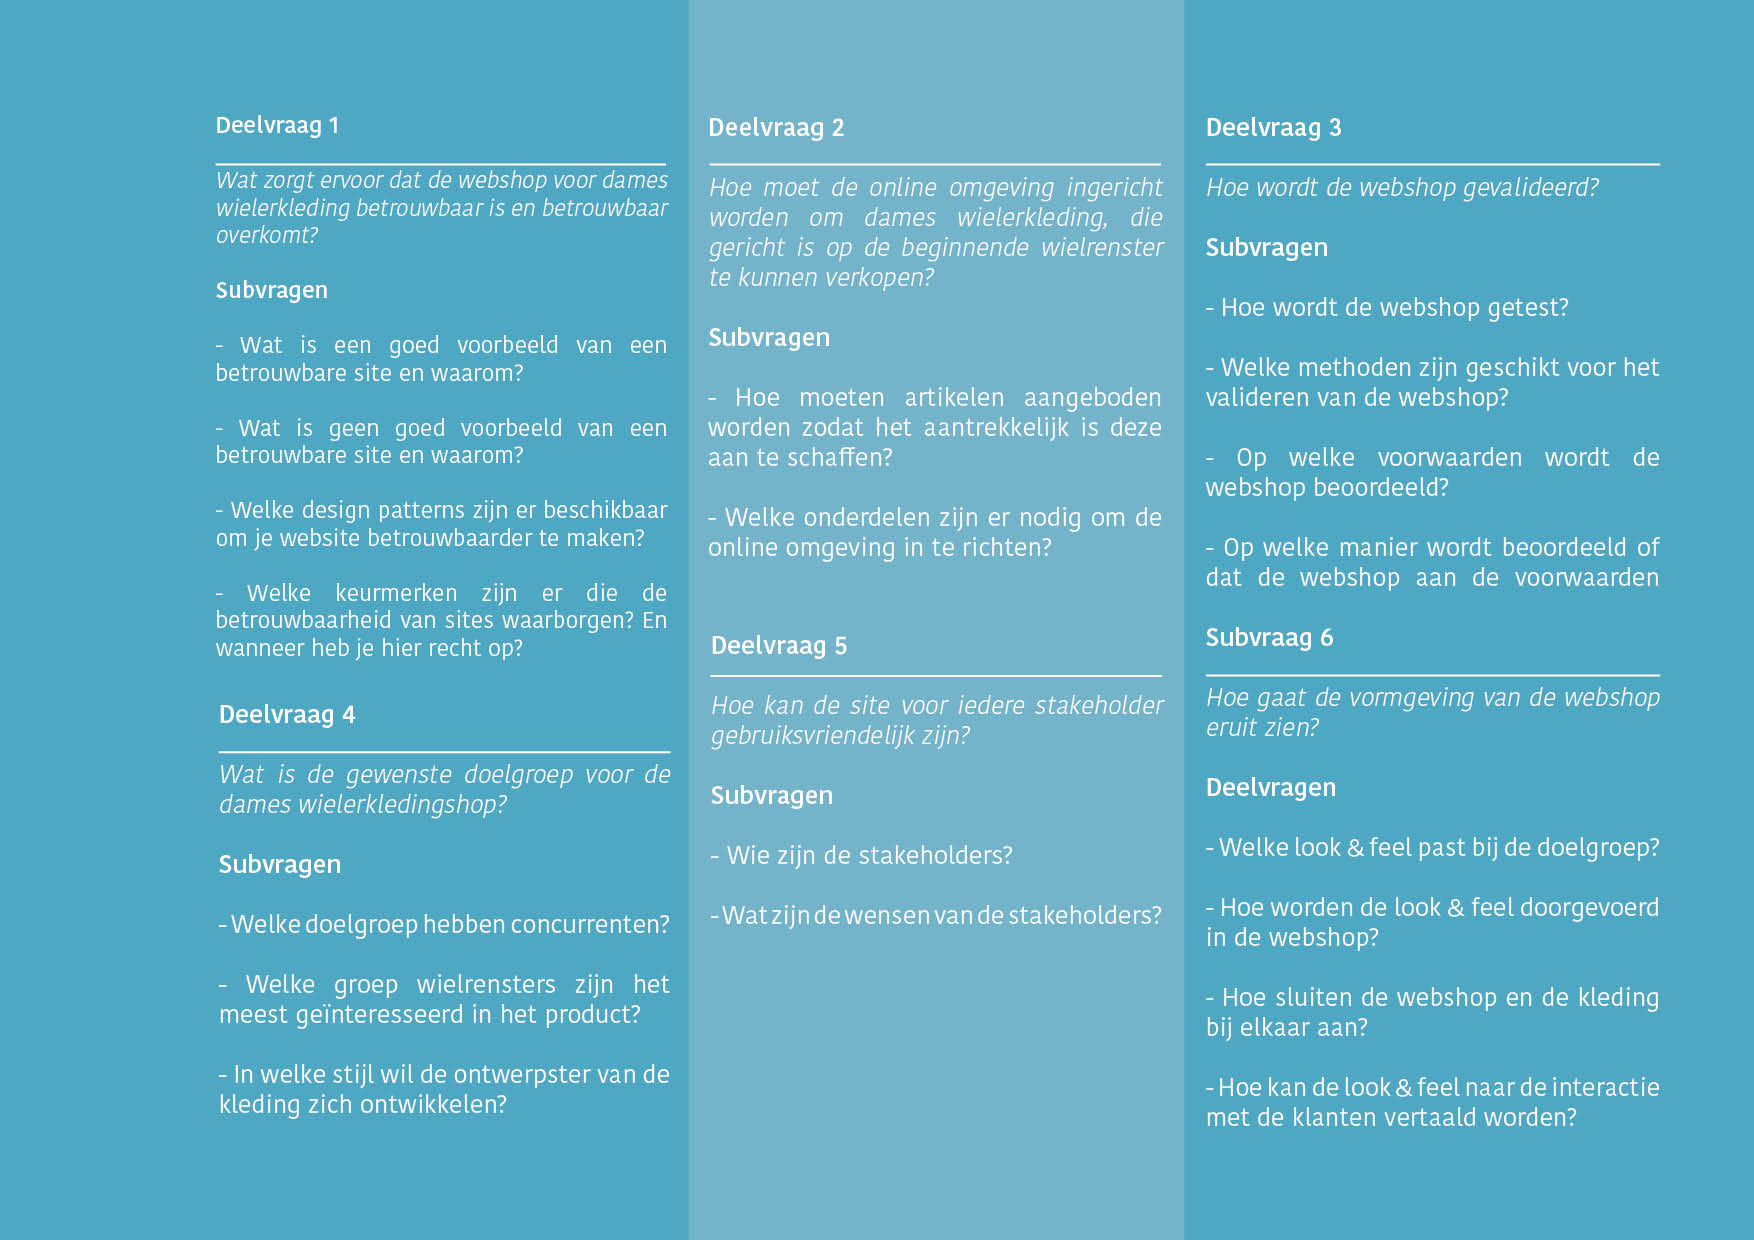 Deelvraag 1
Wat zorgt ervoor dat de webshop voor dames
wielerkleding betrouwbaar is en betrouwbaar
overkomt?
Subvragen
- Wat is een goed voorbeeld van een
betrouwbare site en waarom?
- Wat is geen goed voorbeeld van een
betrouwbare site en waarom?
- Welke design patterns zijn er beschikbaar
om je website betrouwbaarder te maken?
- Welke keurmerken zijn er die de
betrouwbaarheid van sites waarborgen? En
wanneer heb je hier recht op?
Deelvraag 4
Wat is de gewenste doelgroep voor de
dames wielerkledingshop?
Subvragen
- Welke doelgroep hebben concurrenten?
- Welke groep wielrensters zijn het
meest geïnteresseerd in het product?
- In welke stijl wil de ontwerpster van de
kleding zich ontwikkelen?
Deelvraag 2
Hoe moet de online omgeving ingericht
worden om dames wielerkleding, die
gericht is op de beginnende wielrenster
te kunnen verkopen?
Subvragen
- Hoe moeten artikelen aangeboden
worden zodat het aantrekkelijk is deze
aan te schaffen?
- Welke onderdelen zijn er nodig om de
online omgeving in te richten?
Deelvraag 5
Hoe kan de site voor iedere stakeholder
gebruiksvriendelijk zijn?
Subvragen
- Wie zijn de stakeholders?
- Wat zijn de wensen van de stakeholders?
Deelvraag 3
Hoe wordt de webshop gevalideerd?
Subvragen
- Hoe wordt de webshop getest?
- Welke methoden zijn geschikt voor het
valideren van de webshop?
- Op welke voorwaarden wordt de
webshop beoordeeld?
- Op welke manier wordt beoordeeld of
dat de webshop aan de voorwaarden
Subvraag 6
Hoe gaat de vormgeving van de webshop
eruit zien?
Deelvragen
- Welke look & feel past bij de doelgroep?
- Hoe worden de look & feel doorgevoerd
in de webshop?
- Hoe sluiten de webshop en de kleding
bij elkaar aan?
- Hoe kan de look & feel naar de interactie
met de klanten vertaald worden?